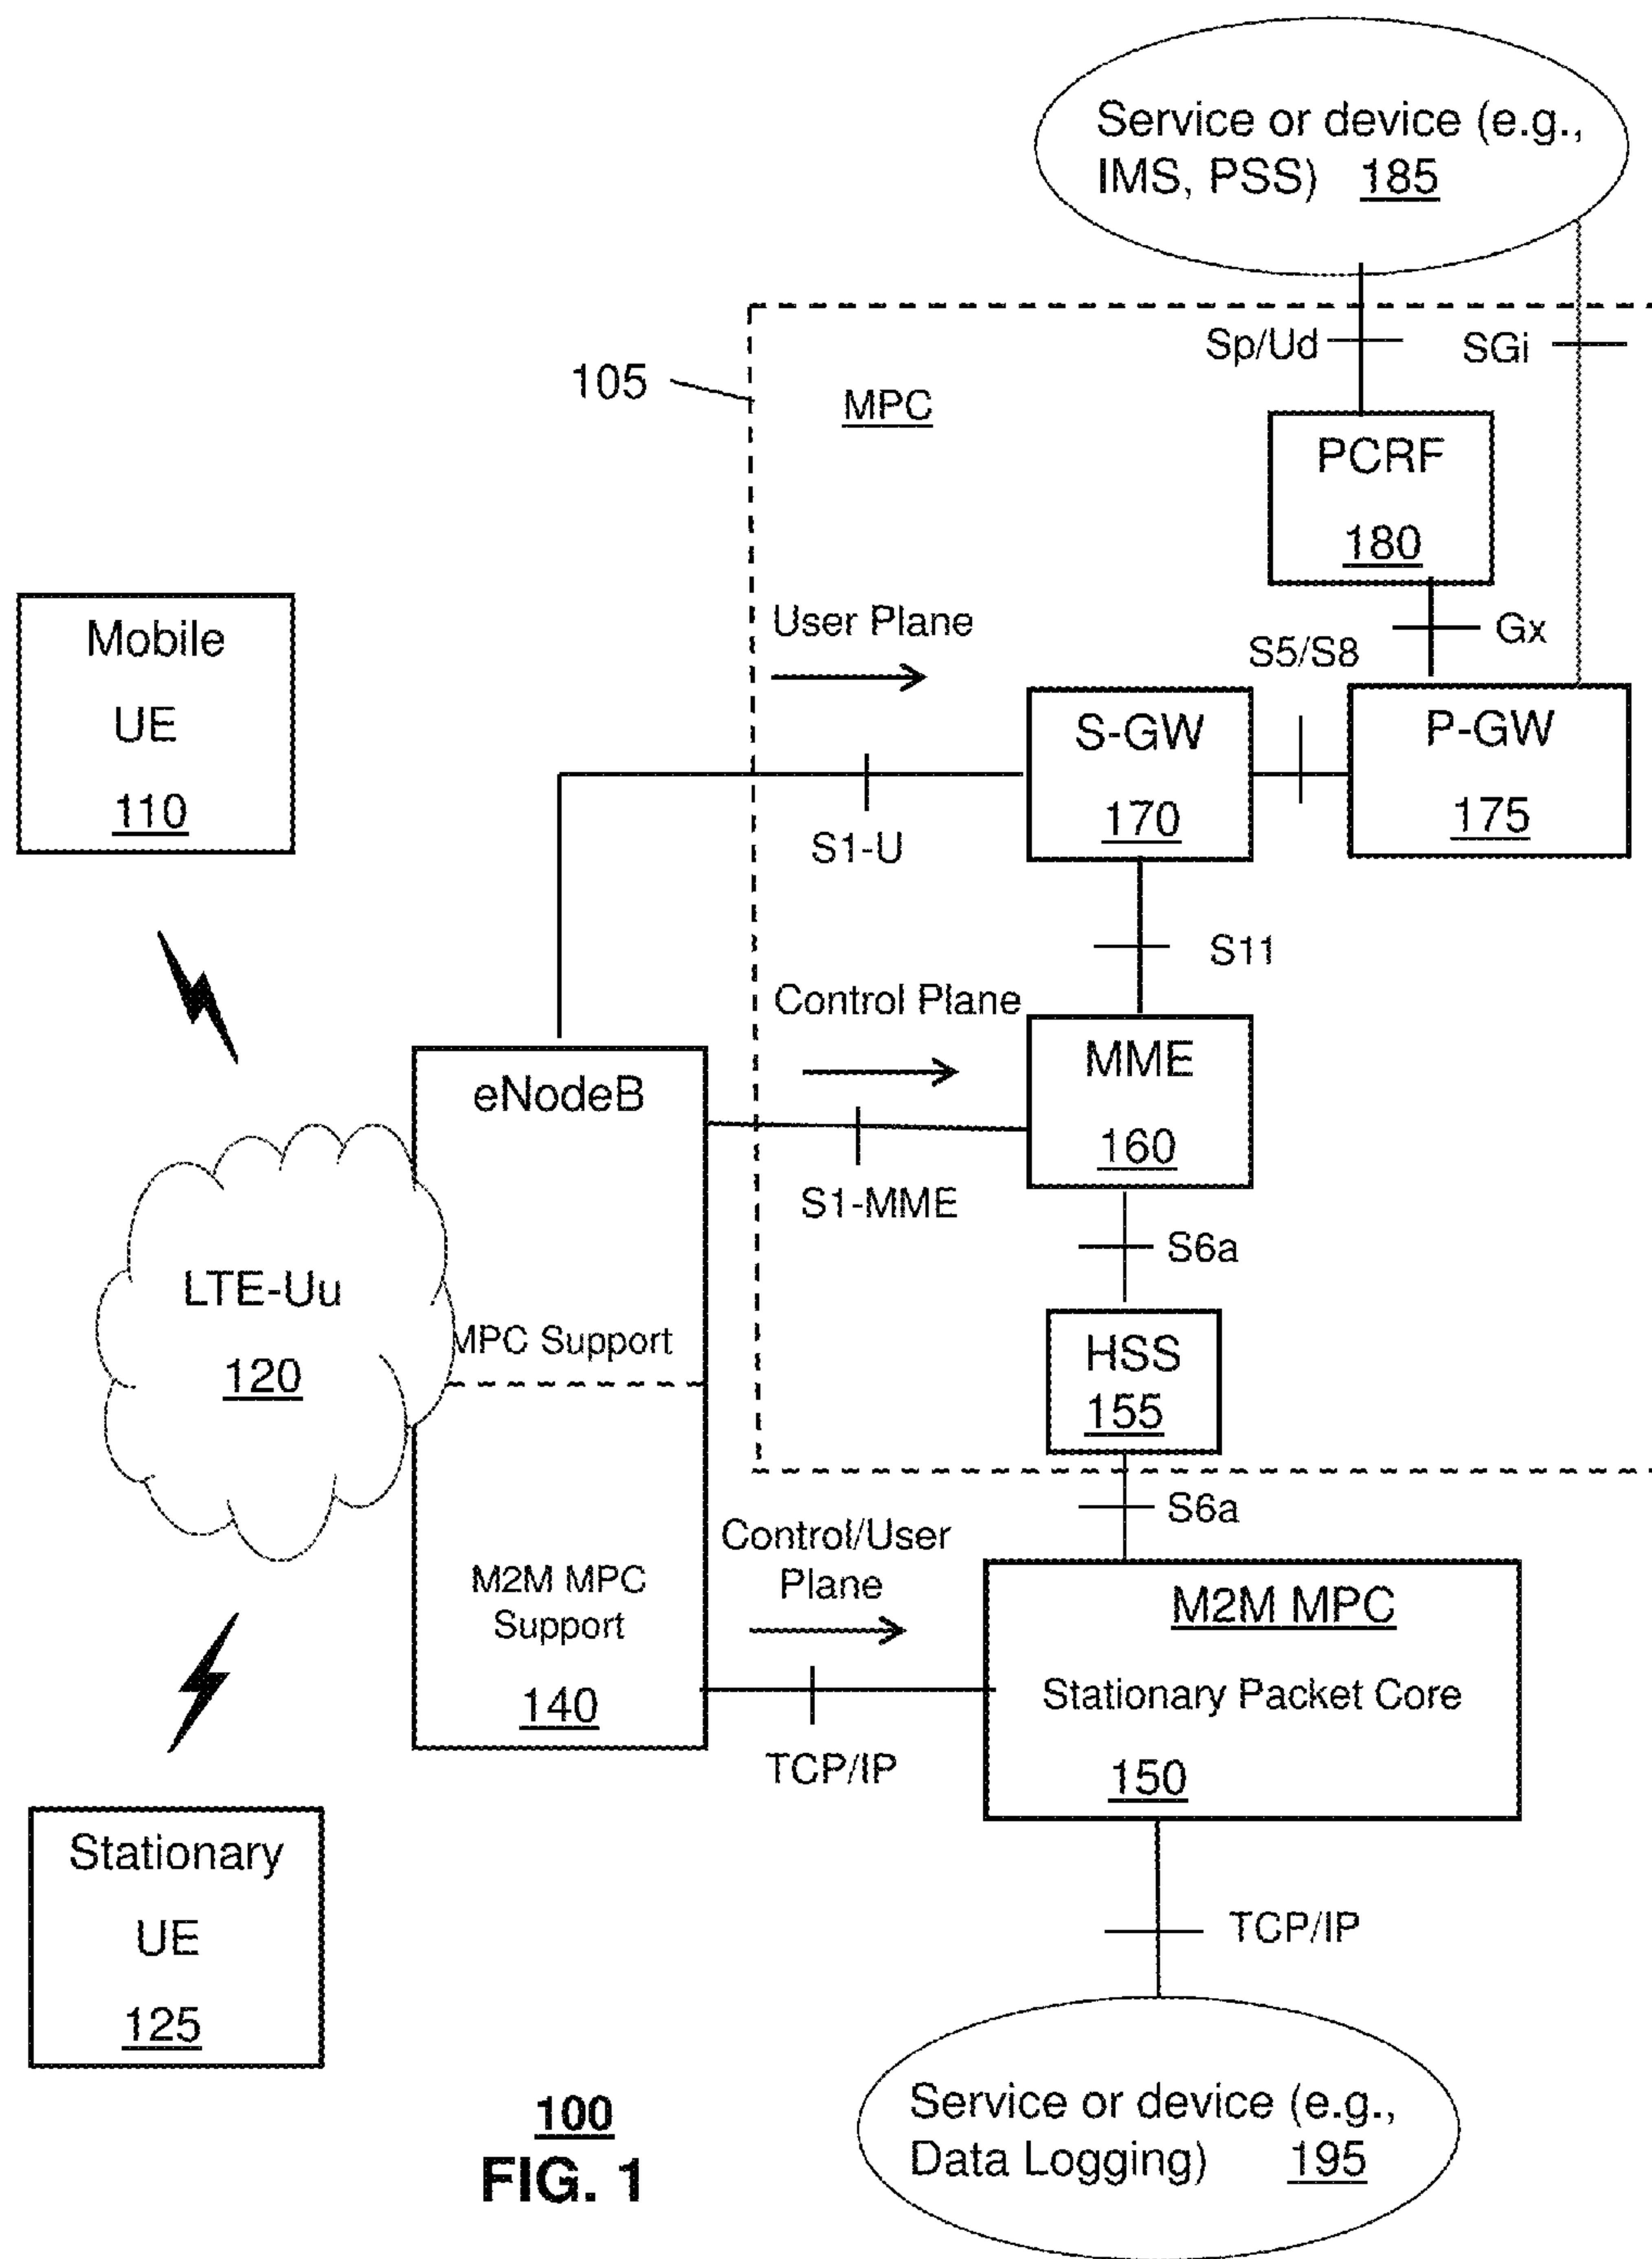 Service or device (e.g.,
IMS, PSS) 185
Sp/Ud
SGi
105
MPC
PCRF
180
Gx
Mobile
UE
110
User Plane
S5/S8
S-GW
170
P-GW
175
S1-U
S11
Control Plane
eNodeB
MME
160
S1-MME
S6a
LTE-Uu
120
MPC Support
HSS
155
S6a
Control/User
Plane
M2M MPC
Support
140
M2M MPC
Stationary Packet Core
150
TCP/IP
Stationary
UE
125
TCP/IP
Service or device (e.g.,
Data Logging) 195
100
FIG. 1